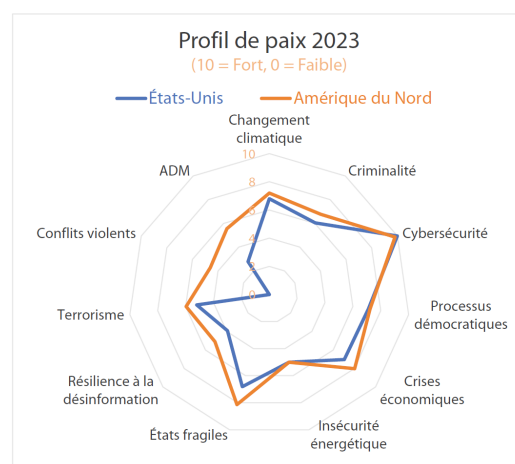 Profil de paix 2023
(10 = Fort, 0 = Faible)
États-Unis
Amérique du Nord
Changement
climatique
10
ADM
Criminalité
8
6
Conflits violents
Cybersécurité
4
2
0
Terrorisme
Processus
démocratiques
Résilience à la
désinformation
Crises
économiques
États fragiles
Insécurité
énergétique